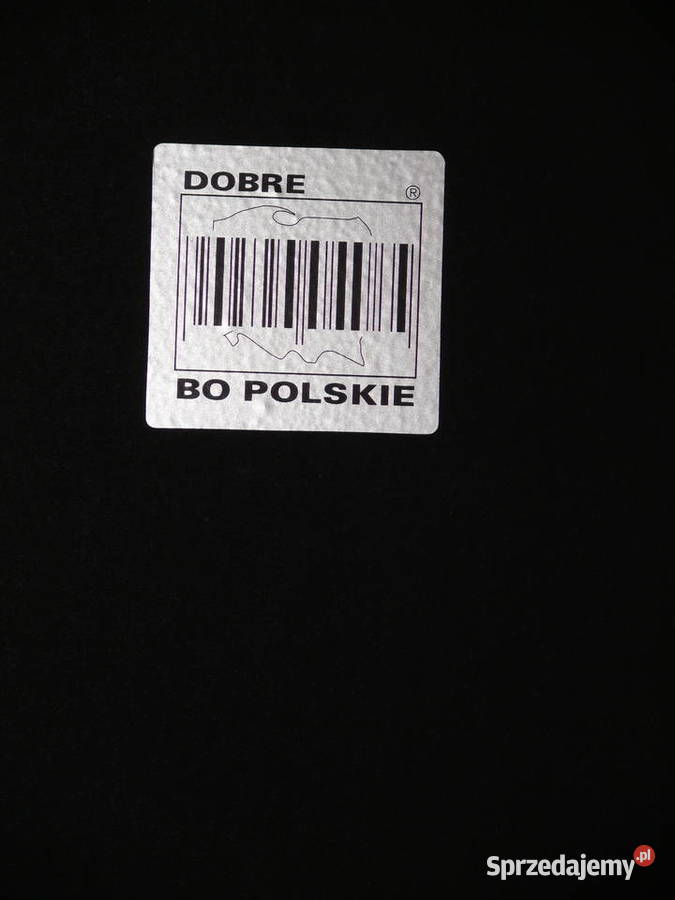 DOBRE
®
BO POLSKIE
Sprzedajemy.pl